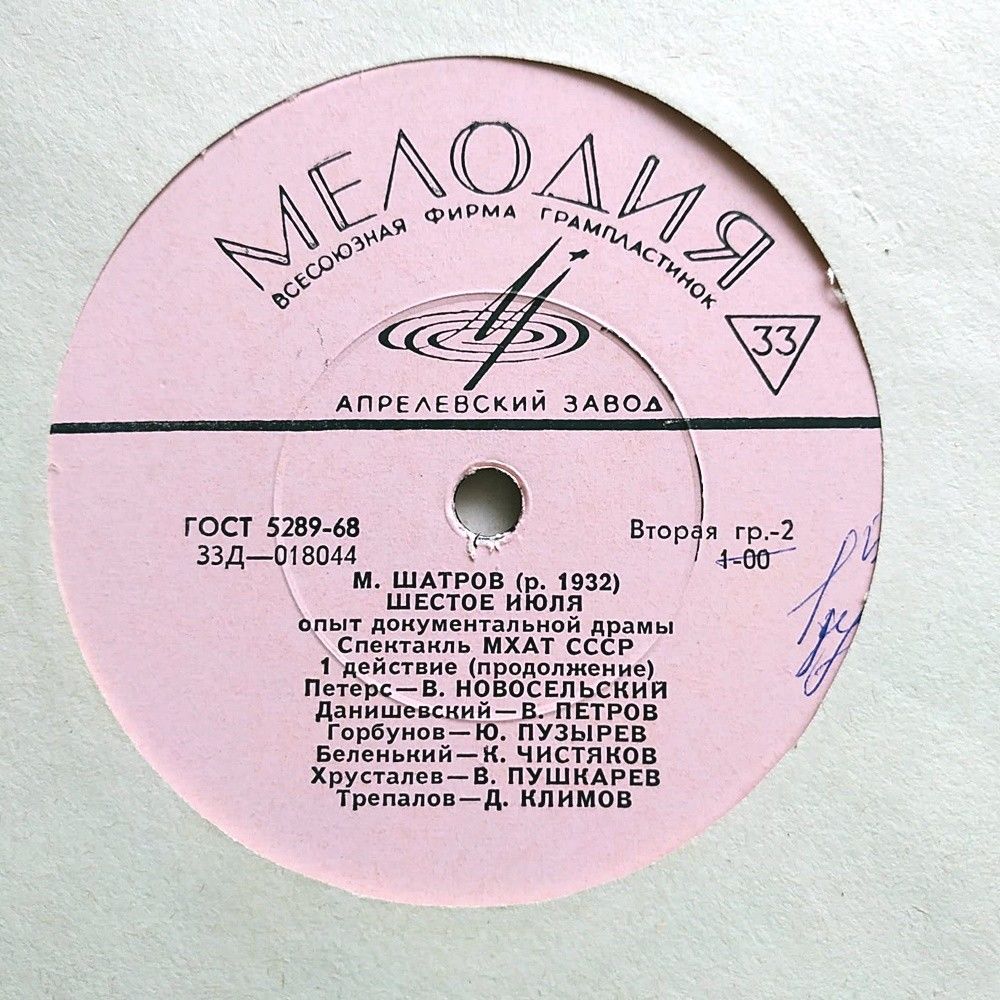 МЕЛОДИЯ
ВСЕСОЮЗНАЯ ФИРМА ГРАМПЛАСТИНОК
33
АПРЕЛЕВСКИЙ ЗАВОД
ГОСТ 5289-68
Вторая гр.-2
33Д—018044
1-00
М. ШАТРОВ (р. 1932)
ШЕСТОЕ ИЮЛЯ
опыт документальной драмы
Спектакль МХАТ СССР
1 действие (продолжение)
Петерс—В. НОВОСЕЛЬСКИЙ
Данишевский—В. ПЕТРОВ
Горбунов—Ю. ПУЗЫРЕВ
Беленький—К. ЧИСТЯКОВ
Хрусталев—В. ПУШКАРЕВ
Трепалов—Д. КЛИМОВ